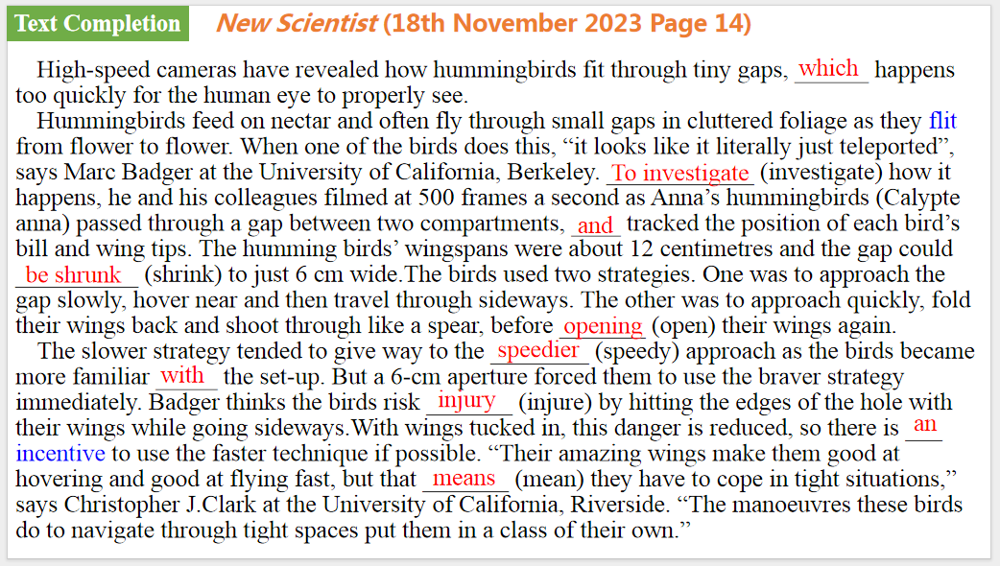 Text Completion
New Scientist (18th November 2023 Page 14)
High-speed cameras have revealed how hummingbirds fit through tiny gaps, which happens
too quickly for the human eye to properly see.
Hummingbirds feed on nectar and often fly through small gaps in cluttered foliage as they flit
from flower to flower. When one of the birds does this, “it looks like it literally just teleported”,
says Marc Badger at the University of California, Berkeley. To investigate (investigate) how it
happens, he and his colleagues filmed at 500 frames a second as Anna’s hummingbirds (Calypte
anna) passed through a gap between two compartments, and tracked the position of each bird’s
bill and wing tips. The humming birds’ wingspans were about 12 centimetres and the gap could
be shrunk (shrink) to just 6 cm wide.The birds used two strategies. One was to approach the
gap slowly, hover near and then travel through sideways. The other was to approach quickly, fold
their wings back and shoot through like a spear, before opening (open) their wings again.
The slower strategy tended to give way to the speedier (speedy) approach as the birds became
more familiar with the set-up. But a 6-cm aperture forced them to use the braver strategy
immediately. Badger thinks the birds risk injury (injure) by hitting the edges of the hole with
their wings while going sideways.With wings tucked in, this danger is reduced, so there is an
incentive to use the faster technique if possible. “Their amazing wings make them good at
hovering and good at flying fast, but that means (mean) they have to cope in tight situations,”
says Christopher J.Clark at the University of California, Riverside. “The manoeuvres these birds
do to navigate through tight spaces put them in a class of their own.”